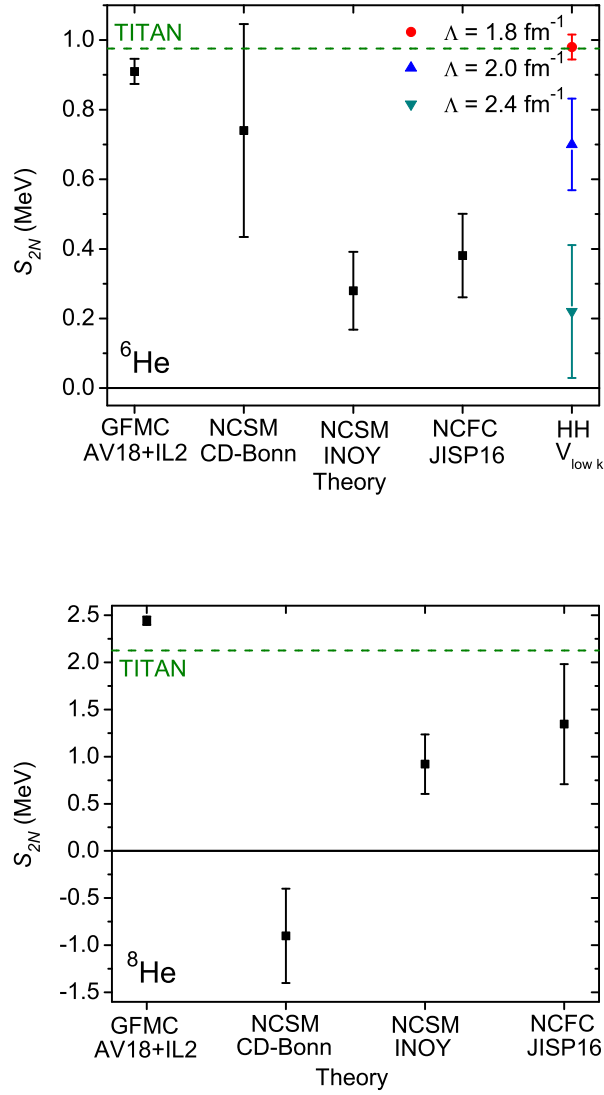 TITAN
Λ = 1.8 fm⁻¹
Λ = 2.0 fm⁻¹
Λ = 2.4 fm⁻¹
1.0
0.8
0.6
0.4
0.2
0.0
S₂N (MeV)
⁶He
GFMC NCSM NCSM NCFC HH
AV18+IL2 CD-Bonn INOY JISP16 V low k
Theory
2.5
2.0
1.5
1.0
0.5
0.0
-0.5
-1.0
-1.5
TITAN
S₂N (MeV)
⁸He
GFMC NCSM NCSM NCFC
AV18+IL2 CD-Bonn INOY JISP16
Theory